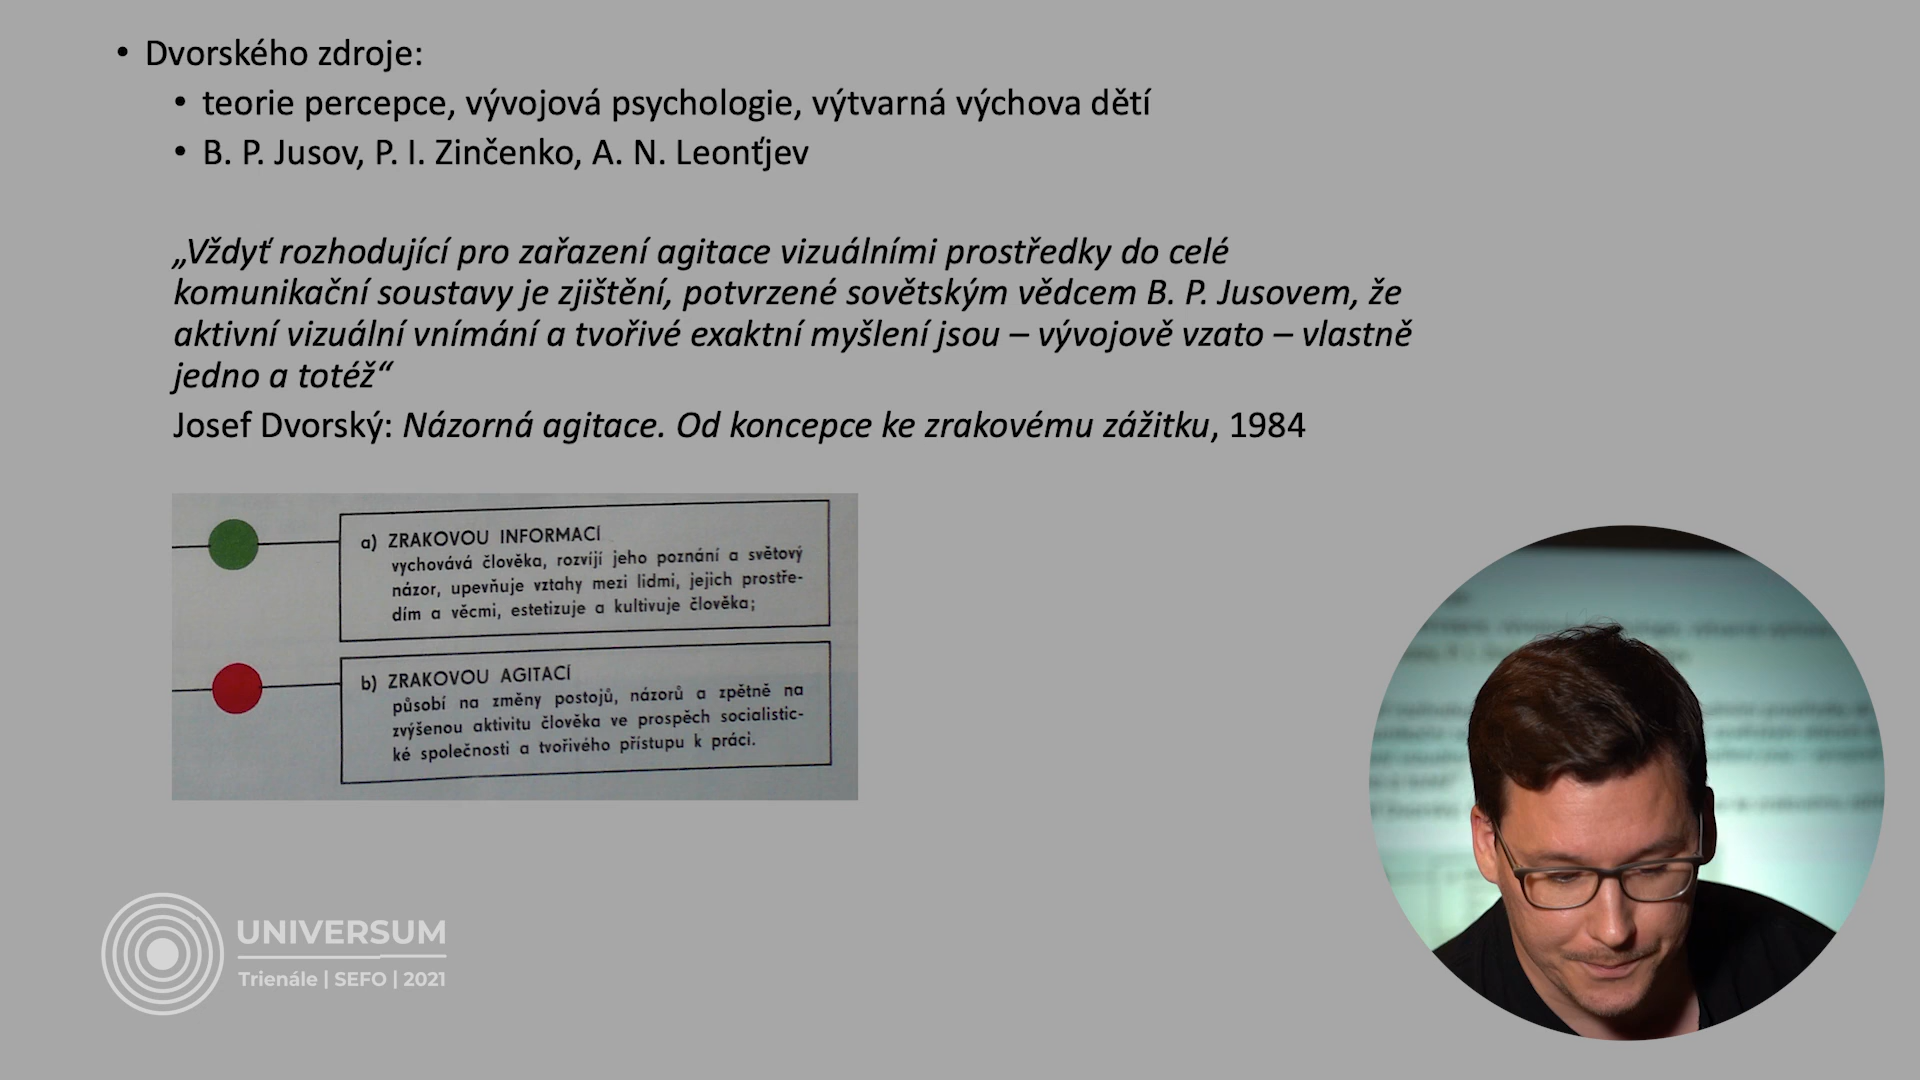 • Dvorského zdroje:
• teorie percepce, vývojová psychologie, výtvarná výchova dětí
• B. P. Jusov, P. I. Zinčenko, A. N. Leonťjev
„Vždyť rozhodující pro zařazení agitace vizuálními prostředky do celé
komunikační soustavy je zjištění, potvrzené sovětským vědcem B. P. Jusovem, že
aktivní vizuální vnímání a tvořivé exaktní myšlení jsou – vývojově vzato – vlastně
jedno a totéž“
Josef Dvorský: Názorná agitace. Od koncepce ke zrakovému zážitku, 1984
a) ZRAKOVOU INFORMACÍ
vychovává člověka, rozvíjí jeho poznání a světový
názor, upevňuje vztahy mezi lidmi, jejich prostře-
dím a věcmi, estetizuje a kultivuje člověka;
b) ZRAKOVOU AGITACÍ
působí na změny postojů, názorů a zpětně na
zvýšenou aktivitu člověka ve prospěch socialistic-
ké společnosti a tvořivého přístupu k práci.
UNIVERSUM
Trienále | SEFO | 2021